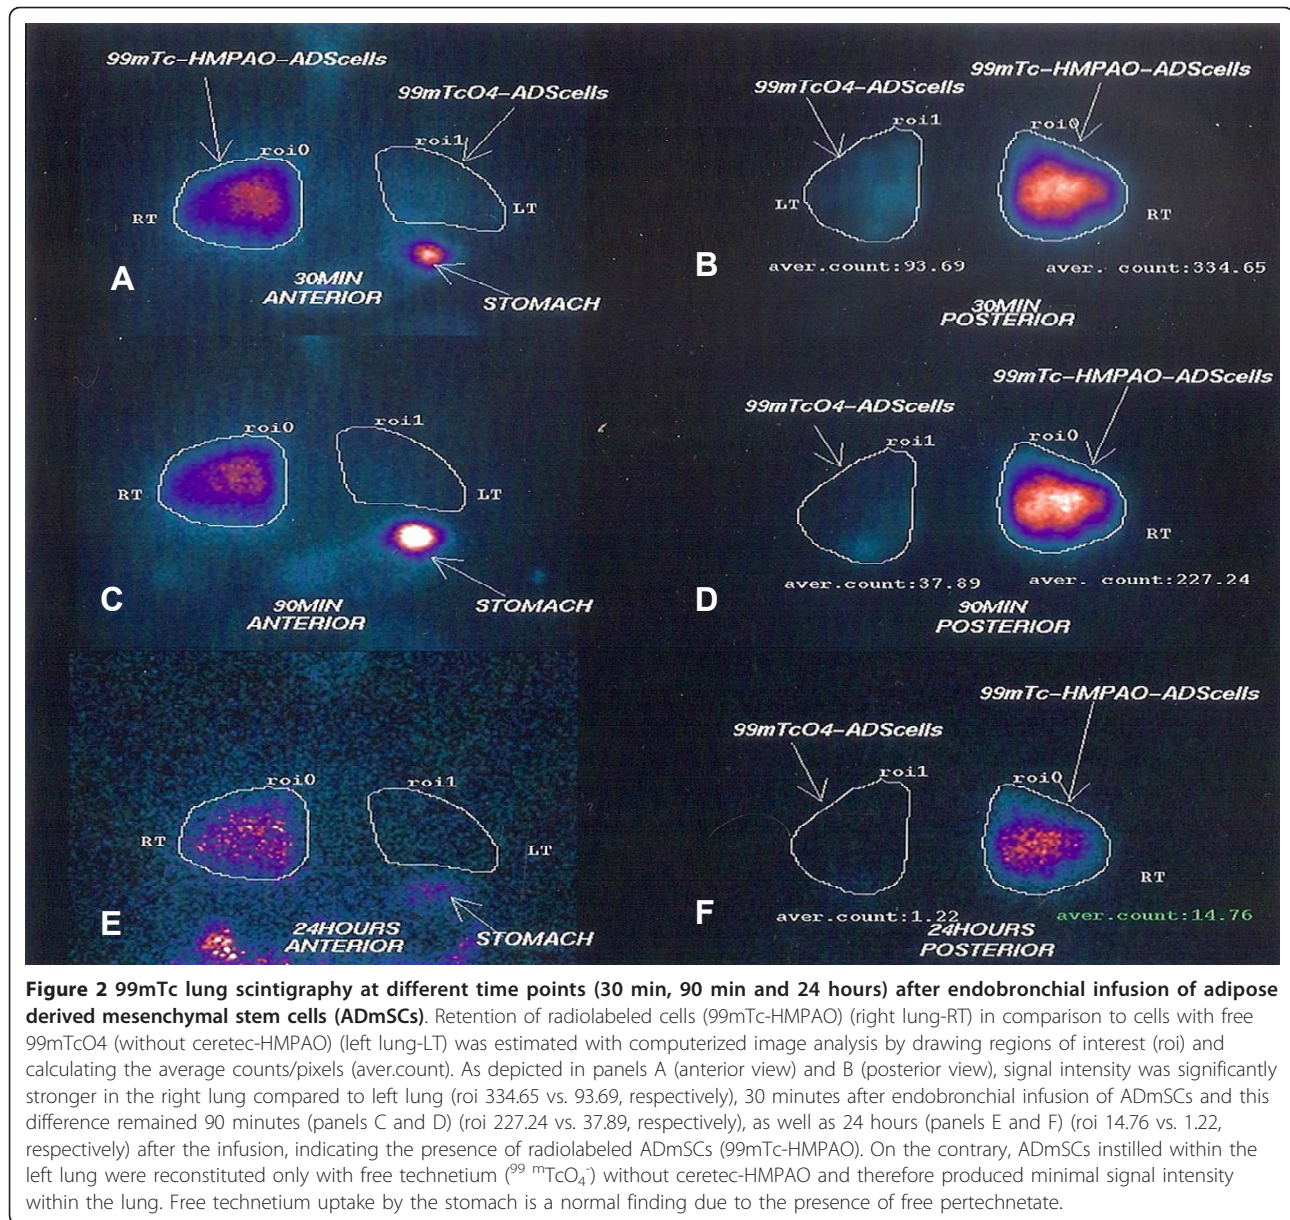 99mTc-HMPAO-ADScells
99mTcO4-ADScells
roi0
roi1
RT
LT
A
30MIN
ANTERIOR
STOMACH
99mTcO4-ADScells
99mTc-HMPAO-ADScells
roi1
roi0
LT
RT
B
aver.count:93.69
aver. count:334.65
30MIN
POSTERIOR
roi0
roi1
RT
LT
C
90MIN
ANTERIOR
STOMACH
99mTcO4-ADScells
99mTc-HMPAO-ADScells
roi1
roi0
RT
D
aver.count:37.89
aver. count:227.24
90MIN
POSTERIOR
roi0
roi1
RT
LT
E
24HOURS
ANTERIOR
STOMACH
99mTcO4-ADScells
99mTc-HMPAO-ADScells
roi1
roi0
RT
F
aver.count:1.22
aver.count:14.76
24HOURS
POSTERIOR
Figure 2 99mTc lung scintigraphy at different time points (30 min, 90 min and 24 hours) after endobronchial infusion of adipose
derived mesenchymal stem cells (ADmSCs). Retention of radiolabeled cells (99mTc-HMPAO) (right lung-RT) in comparison to cells with free
99mTcO4 (without ceretec-HMPAO) (left lung-LT) was estimated with computerized image analysis by drawing regions of interest (roi) and
calculating the average counts/pixels (aver.count). As depicted in panels A (anterior view) and B (posterior view), signal intensity was significantly
stronger in the right lung compared to left lung (roi 334.65 vs. 93.69, respectively), 30 minutes after endobronchial infusion of ADmSCs and this
difference remained 90 minutes (panels C and D) (roi 227.24 vs. 37.89, respectively), as well as 24 hours (panels E and F) (roi 14.76 vs. 1.22,
respectively) after the infusion, indicating the presence of radiolabeled ADmSCs (99mTc-HMPAO). On the contrary, ADmSCs instilled within the
left lung were reconstituted only with free technetium (⁹⁹ ᵐTcO₄⁻) without ceretec-HMPAO and therefore produced minimal signal intensity
within the lung. Free technetium uptake by the stomach is a normal finding due to the presence of free pertechnetate.